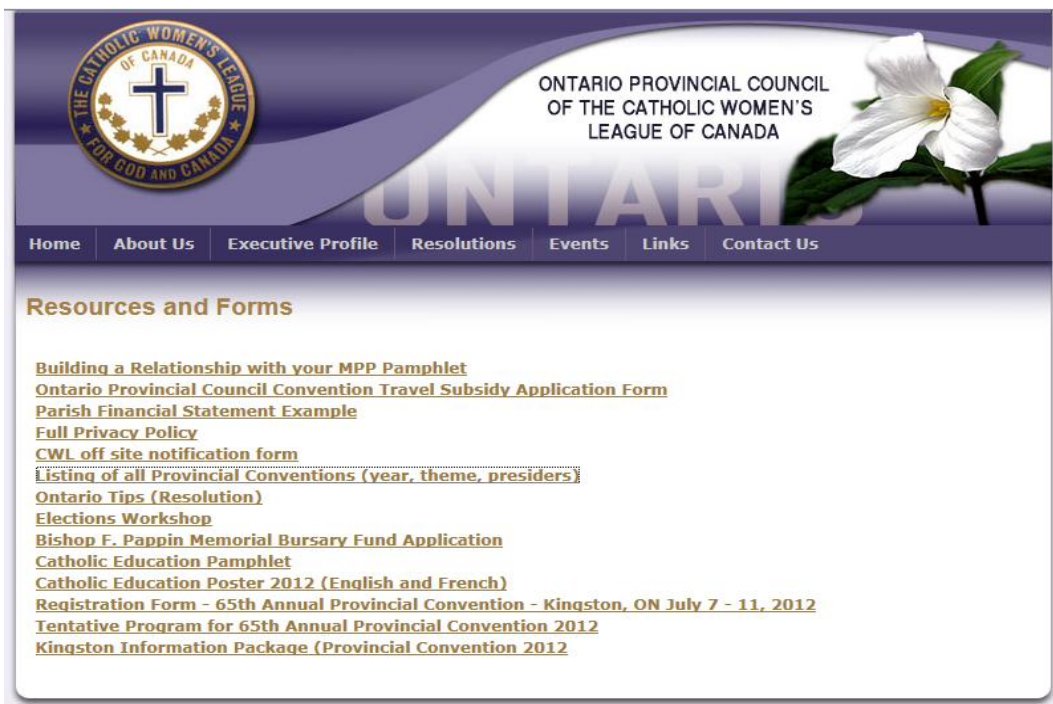 THE CATHOLIC WOMEN'S LEAGUE
OF CANADA
★ FOR GOD AND CANADA ★
ONTARIO PROVINCIAL COUNCIL
OF THE CATHOLIC WOMEN'S
LEAGUE OF CANADA
ONTARIO
Home About Us Executive Profile Resolutions Events Links Contact Us
Resources and Forms
Building a Relationship with your MPP Pamphlet
Ontario Provincial Council Convention Travel Subsidy Application Form
Parish Financial Statement Example
Full Privacy Policy
CWL off site notification form
Listing of all Provincial Conventions (year, theme, presiders)
Ontario Tips (Resolution)
Elections Workshop
Bishop F. Pappin Memorial Bursary Fund Application
Catholic Education Pamphlet
Catholic Education Poster 2012 (English and French)
Registration Form - 65th Annual Provincial Convention - Kingston, ON July 7 - 11, 2012
Tentative Program for 65th Annual Provincial Convention 2012
Kingston Information Package (Provincial Convention 2012